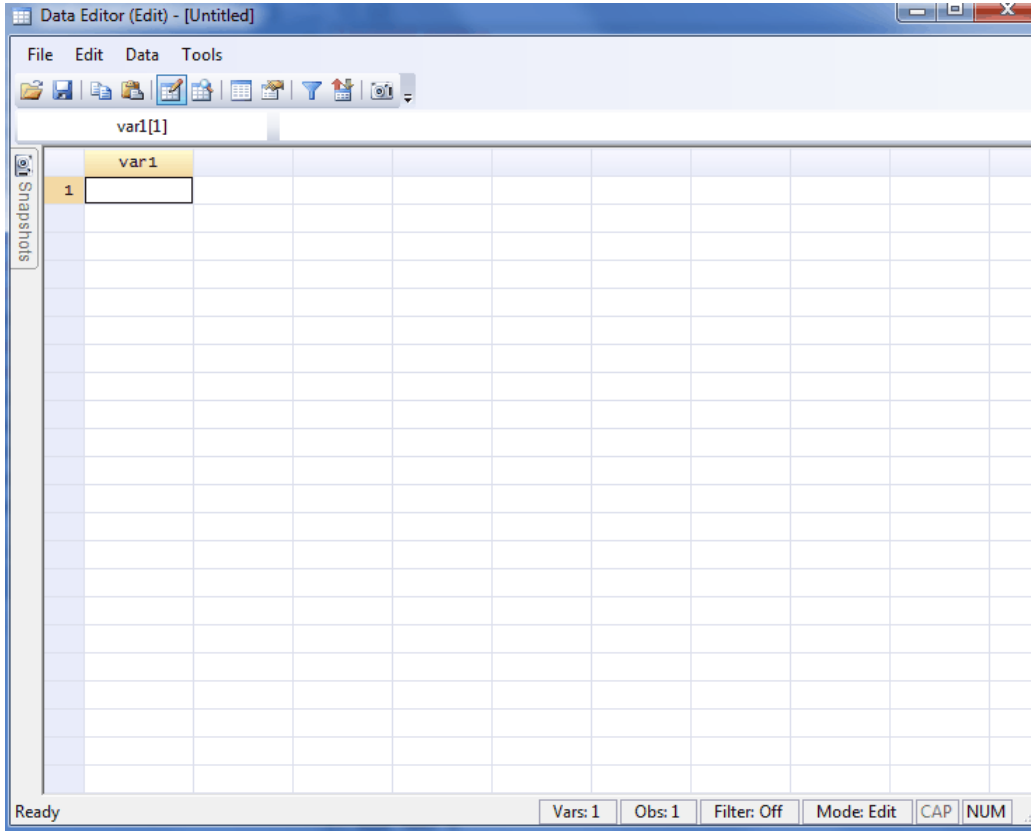 Data Editor (Edit) - [Untitled]
File Edit Data Tools
var1[1]
Snapshots
var1
1
Ready Vars: 1 Obs: 1 Filter: Off Mode: Edit CAP NUM